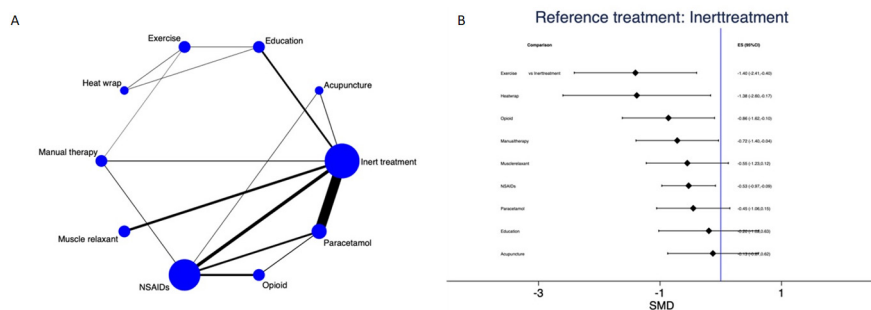 A
Exercise
Education
Heat wrap
Acupuncture
Manual therapy
Inert treatment
Muscle relaxant
Paracetamol
NSAIDs
Opioid
B
Reference treatment: Inerttreatment
Comparison ES (95%CI)
Exercise vs Inerttreatment -1.40 (-2.41,-0.40)
Heatwrap -1.38 (-2.60,-0.17)
Opioid -0.86 (-1.62,-0.10)
Manualtherapy -0.72 (-1.40,-0.04)
Musclerelaxant -0.55 (-1.23,0.12)
NSAIDs -0.53 (-0.97,-0.09)
Paracetamol -0.45 (-1.06,0.15)
Education
Acupuncture
-3 -1 1
SMD